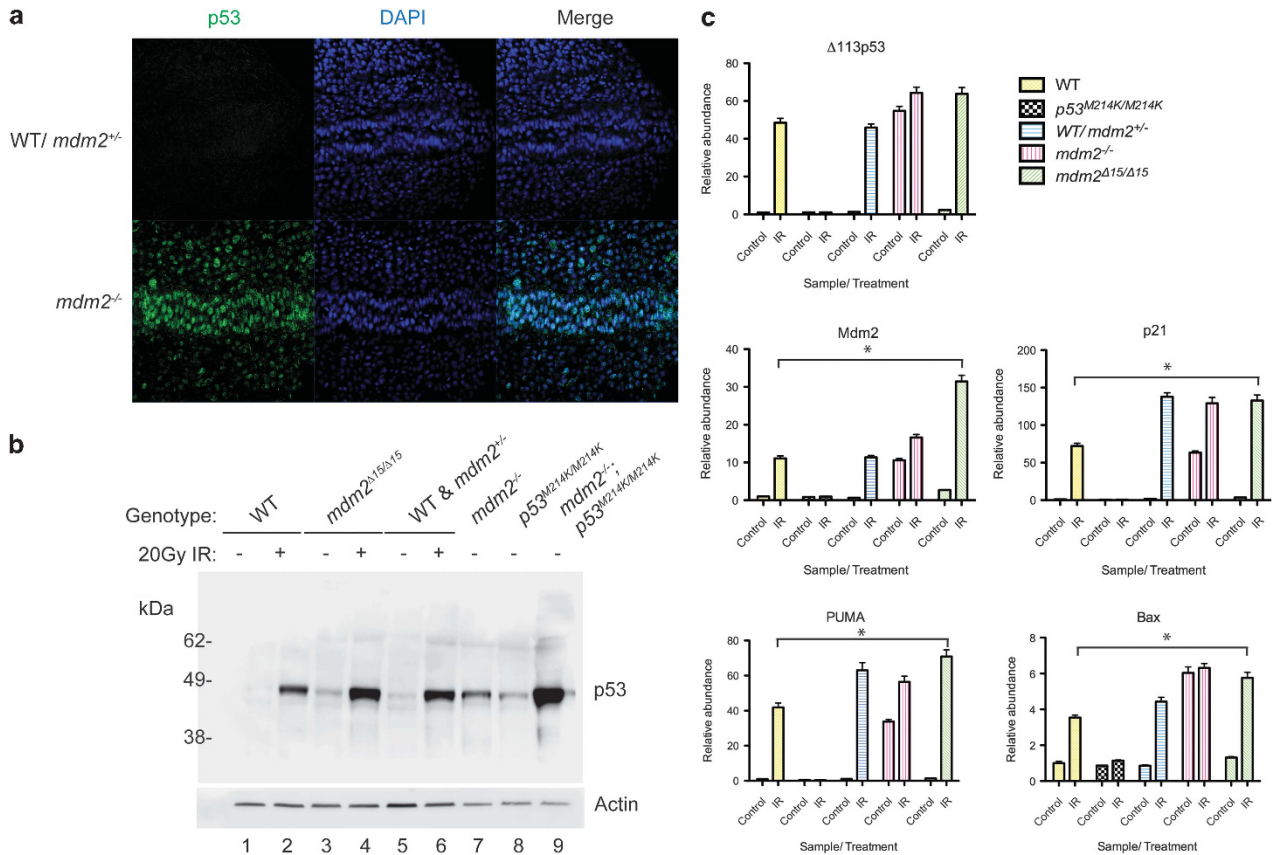 a
p53 DAPI Merge
WT/ mdm2+/-
mdm2-/-
b
Genotype: WT mdm2Δ15/Δ15 WT & mdm2+/- mdm2-/- p53M214K/M214K mdm2-/-; p53M214K/M214K
20Gy IR: - + - + - + - - -
kDa
62-
49-
38-
p53
Actin
1 2 3 4 5 6 7 8 9
c
Δ113p53
Relative abundance
80
60
40
20
0
Control IR Control IR Control IR Control IR Control IR
Sample/ Treatment
WT
p53M214K/M214K
WT/ mdm2+/-
mdm2-/-
mdm2Δ15/Δ15
Mdm2
*
Relative abundance
40
30
20
10
0
Control IR Control IR Control IR Control IR Control IR
Sample/ Treatment
p21
*
Relative abundance
200
150
100
50
0
Control IR Control IR Control IR Control IR Control IR
Sample/ Treatment
PUMA
*
Relative abundance
80
60
40
20
0
Control IR Control IR Control IR Control IR Control IR
Sample/ Treatment
Bax
*
Relative abundance
8
6
4
2
0
Control IR Control IR Control IR Control IR Control IR
Sample/ Treatment